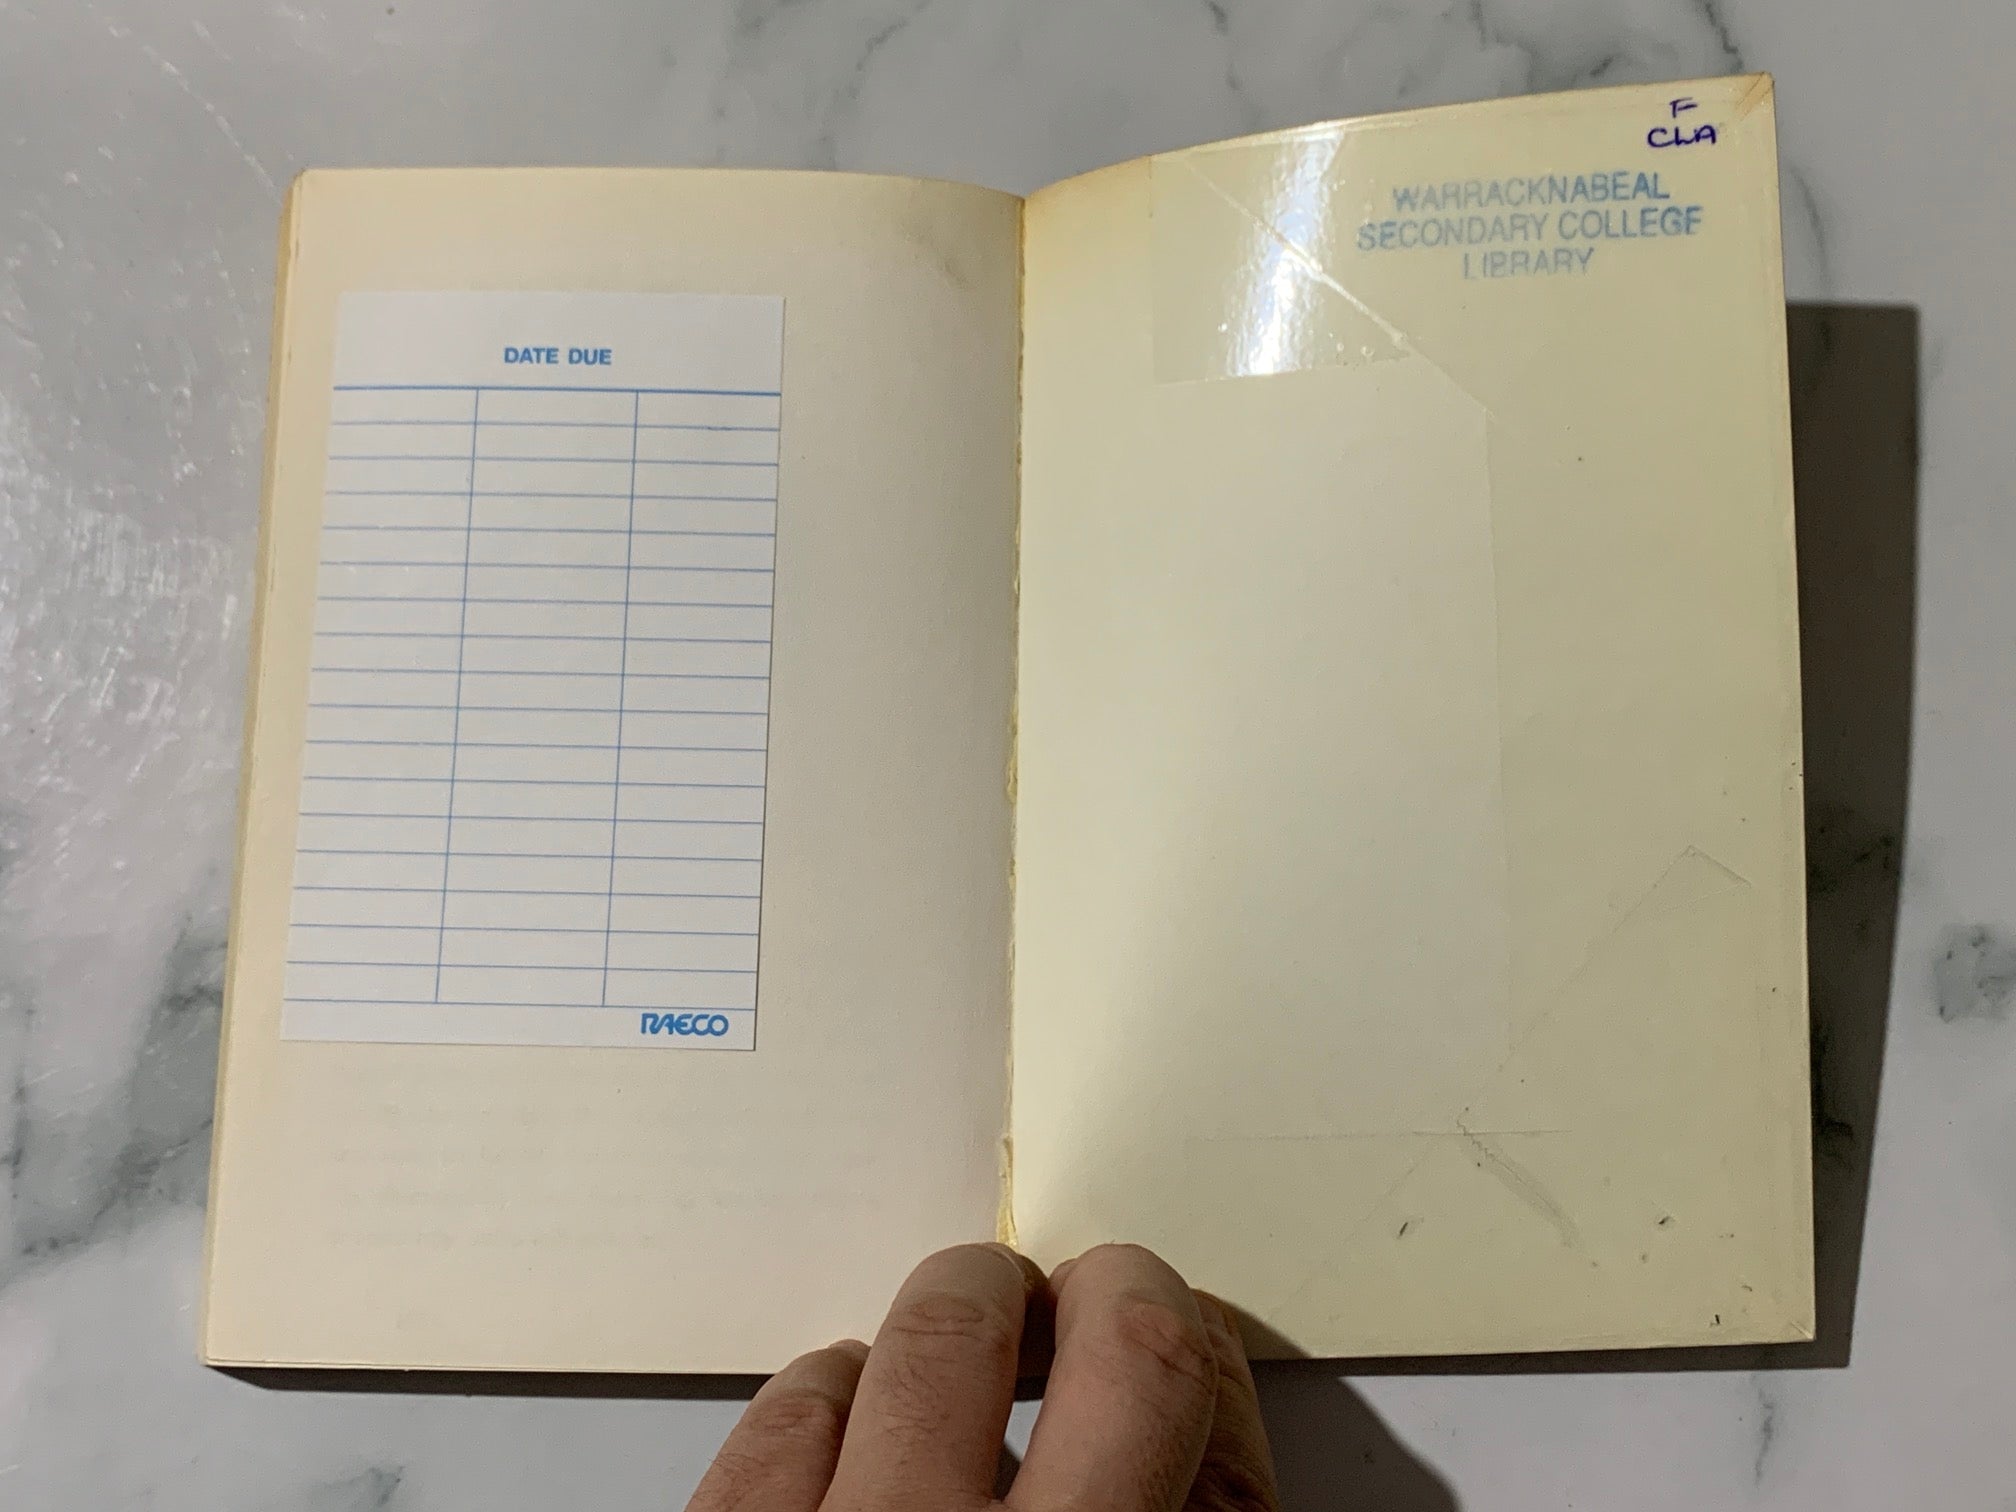 DATE DUE
RAECO
F
CLA
WARRACKNABEAL
SECONDARY COLLEGE
LIBRARY